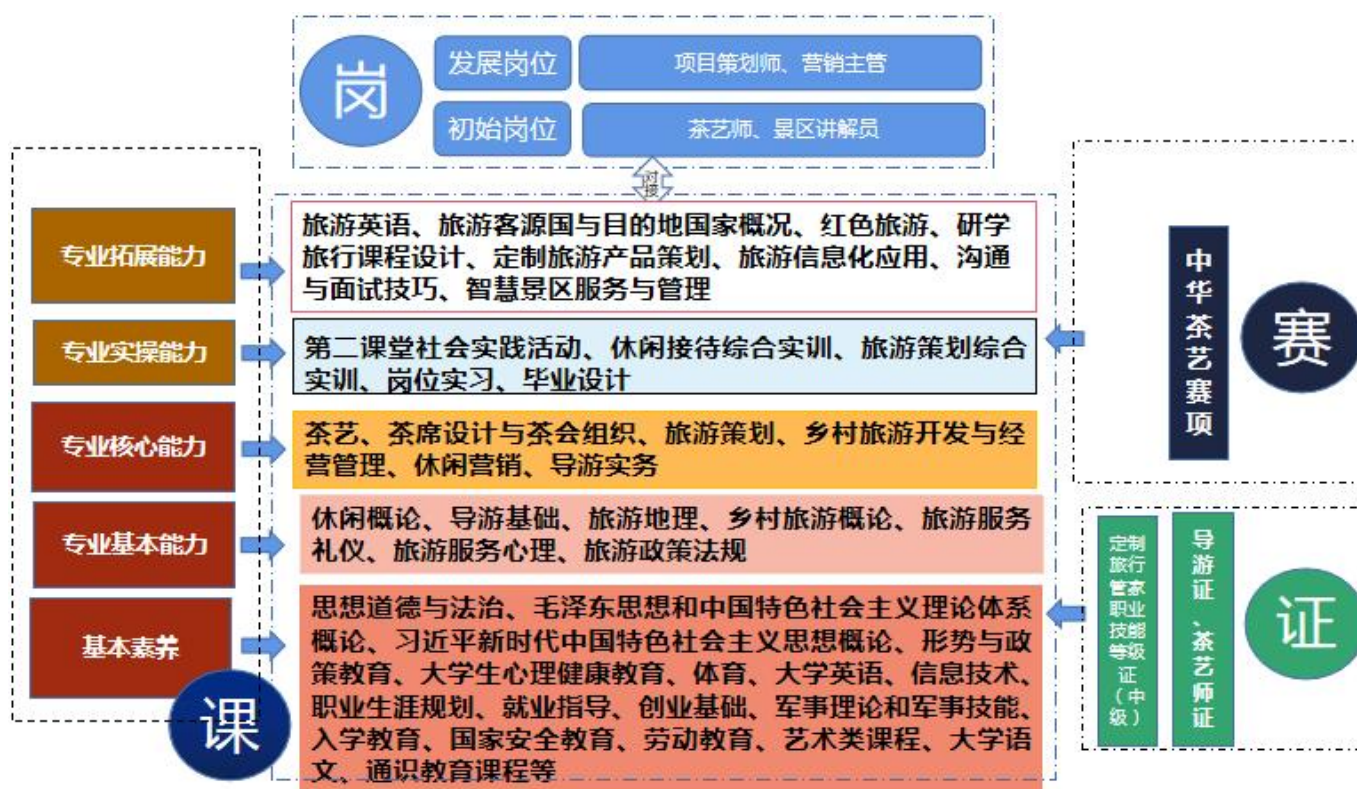 岗
发展岗位
项目策划师、营销主管
初始岗位
茶艺师、景区讲解员
对
接
专业拓展能力
旅游英语、旅游客源国与目的地国家概况、红色旅游、研学
旅行课程设计、定制旅游产品策划、旅游信息化应用、沟通
与面试技巧、智慧景区服务与管理
专业实操能力
第二课堂社会实践活动、休闲接待综合实训、旅游策划综合
实训、岗位实习、毕业设计
专业核心能力
茶艺、茶席设计与茶会组织、旅游策划、乡村旅游开发与经
营管理、休闲营销、导游实务
专业基本能力
休闲概论、导游基础、旅游地理、乡村旅游概论、旅游服务
礼仪、旅游服务心理、旅游政策法规
基本素养
思想道德与法治、毛泽东思想和中国特色社会主义理论体系
概论、习近平新时代中国特色社会主义思想概论、形势与政
策教育、大学生心理健康教育、体育、大学英语、信息技术、
职业生涯规划、就业指导、创业基础、军事理论和军事技能、
入学教育、国家安全教育、劳动教育、艺术类课程、大学语
文、通识教育课程等
课
中华茶艺赛项
赛
定制
旅行
管家
职业
技能
等级
证
（中
级）
导游证、茶艺师证
证